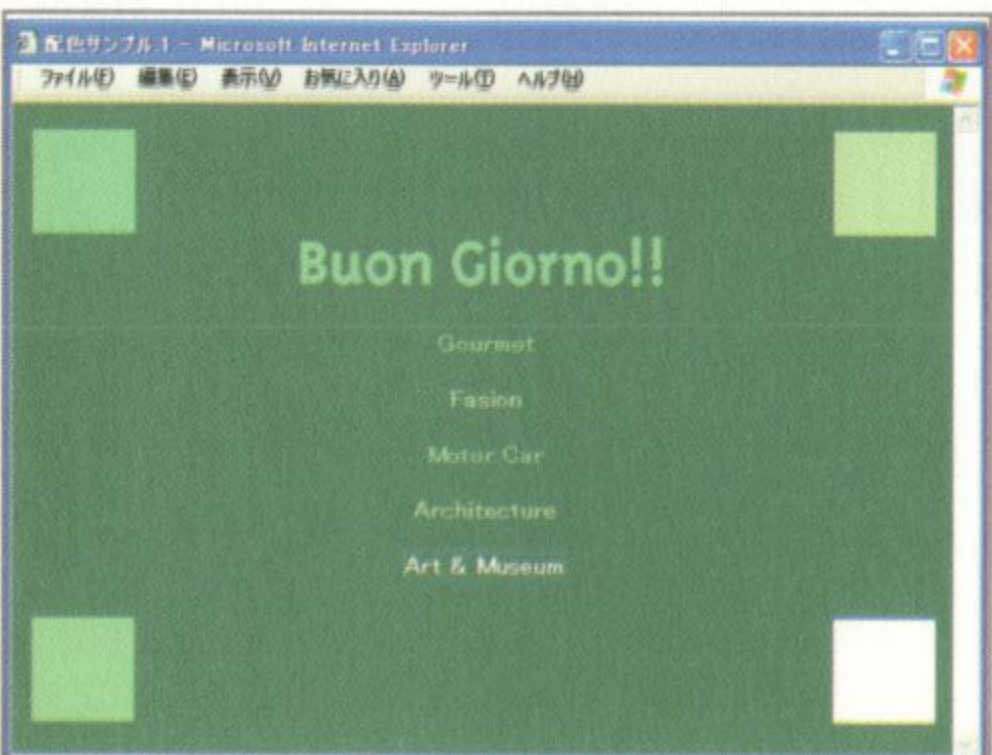 配色サンプル 1 - Microsoft Internet Explorer
ファイル(F) 編集(E) 表示(V) お気に入り(A) ツール(T) ヘルプ(H)
Buon Giorno!!
Gourmet
Fasion
Motor Car
Architecture
Art & Museum